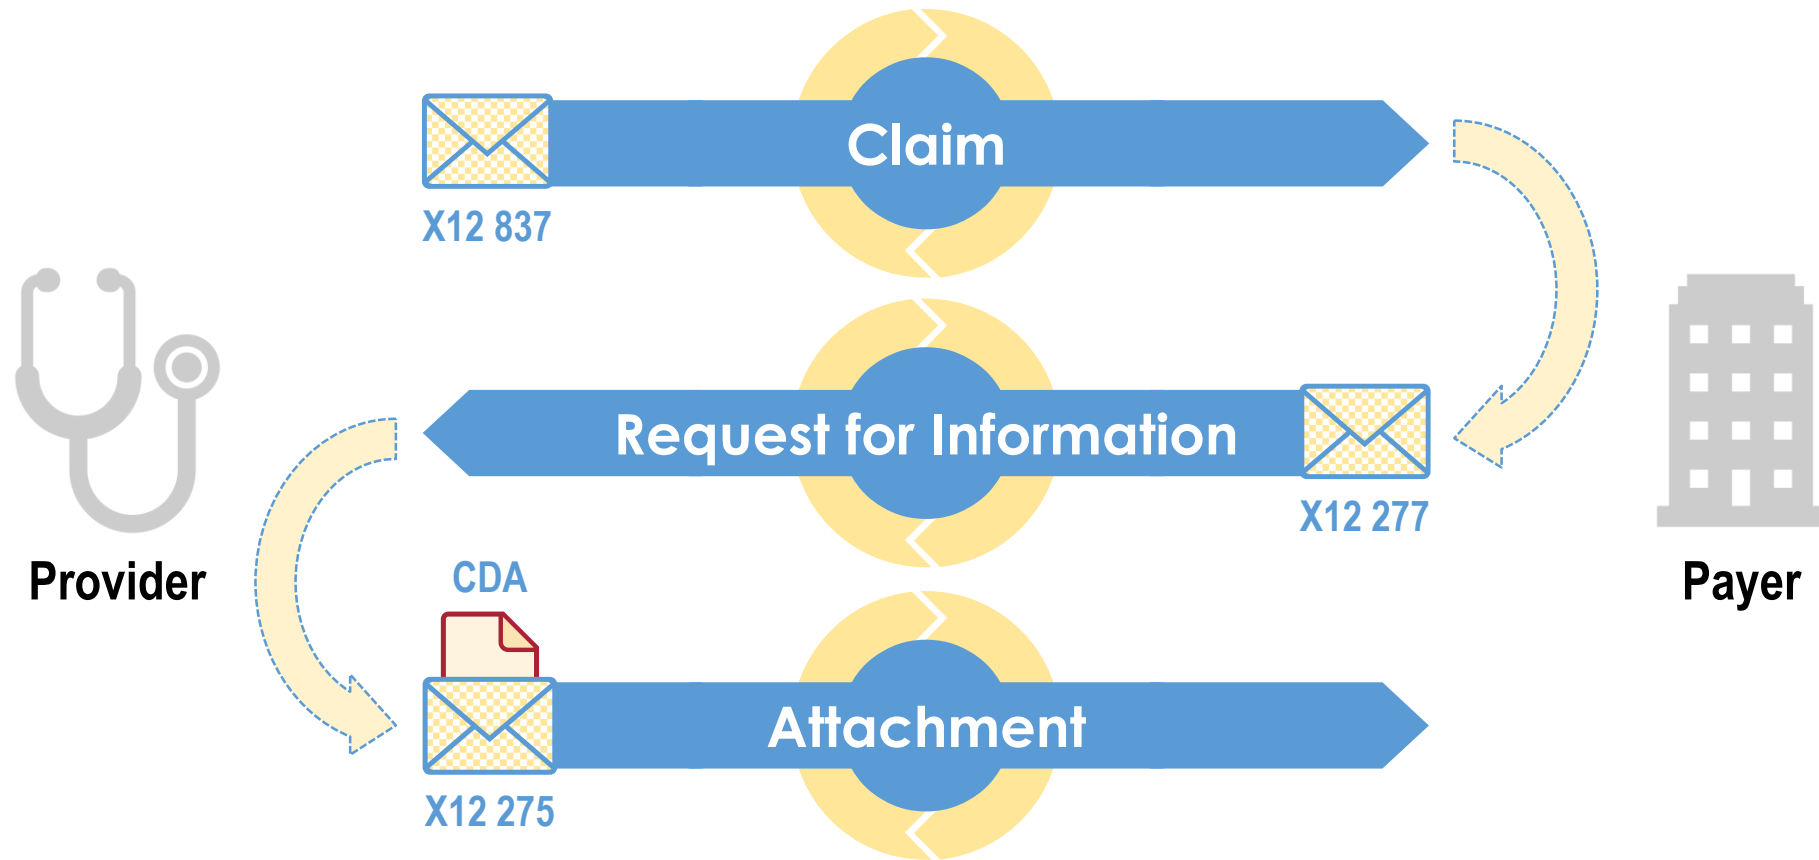 Claim
X12 837
Request for Information
X12 277
Provider
CDA
Payer
Attachment
X12 275